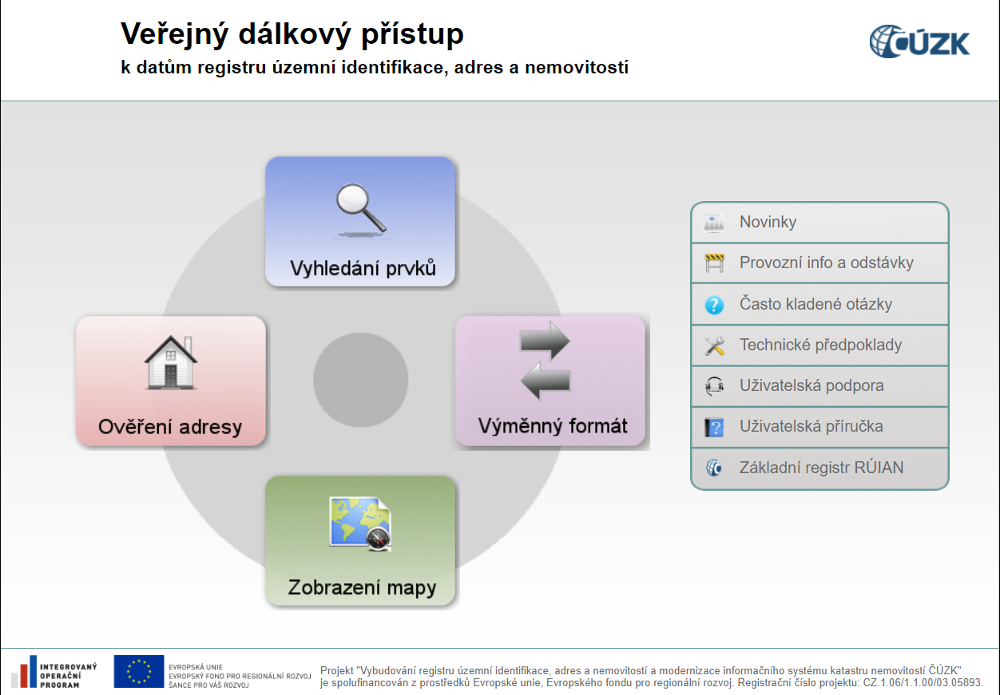 Veřejný dálkový přístup
k datům registru územní identifikace, adres a nemovitostí
ČÚZK
Vyhledání prvků
Ověření adresy
Výměnný formát
Zobrazení mapy
Novinky
Provozní info a odstávky
Často kladené otázky
Technické předpoklady
Uživatelská podpora
Uživatelská příručka
Základní registr RÚIAN
INTEGROVANÝ
OPERAČNÍ
PROGRAM
EVROPSKÁ UNIE
EVROPSKÝ FOND PRO REGIONÁLNÍ ROZVOJ
ŠANCE PRO VÁŠ ROZVOJ
Projekt "Vybudování registru územní identifikace, adres a nemovitostí a modernizace informačního systému katastru nemovitostí ČÚZK"
je spolufinancován z prostředků Evropské unie, Evropského fondu pro regionální rozvoj. Registrační číslo projektu: CZ.1.06/1.1.00/03.05893.